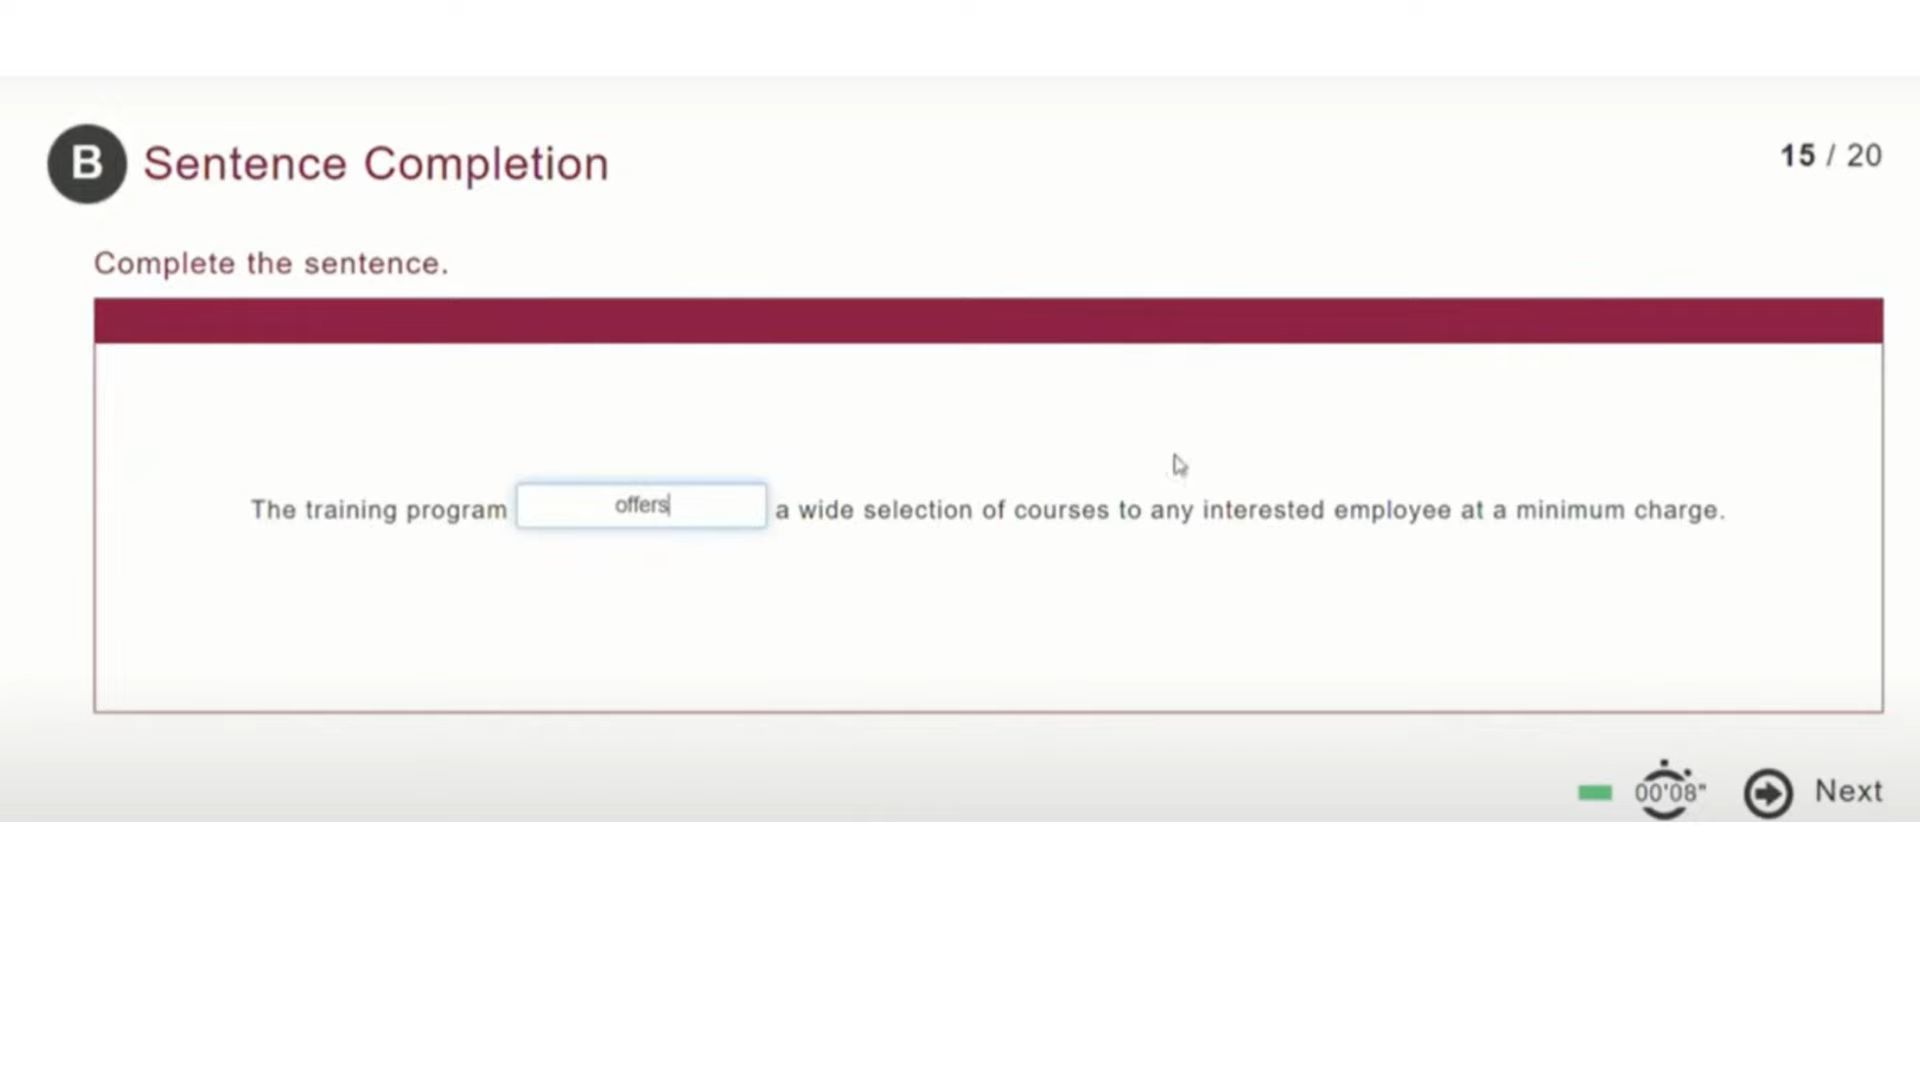 B Sentence Completion
15 / 20
Complete the sentence.
The training program offers a wide selection of courses to any interested employee at a minimum charge.
00'08" Next